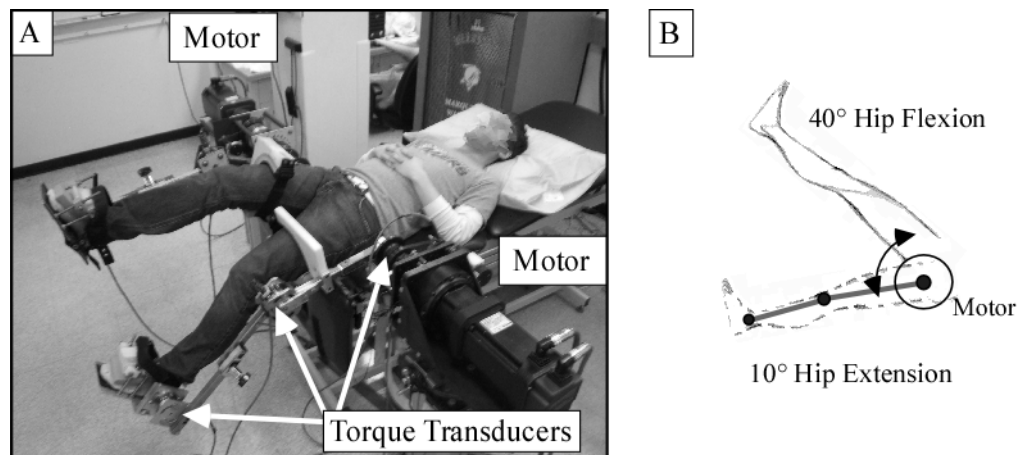 A
Motor
Motor
Torque Transducers
B
40° Hip Flexion
Motor
10° Hip Extension